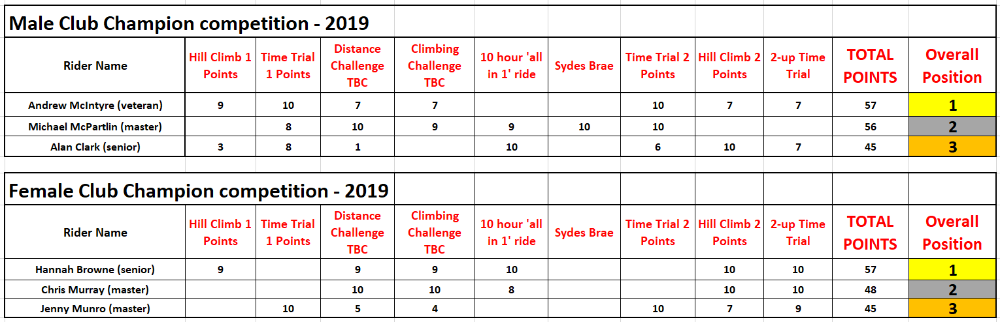 Male Club Champion competition - 2019
Rider Name Hill Climb 1 Points Time Trial 1 Points Distance Challenge TBC Climbing Challenge TBC 10 hour 'all in 1' ride Sydes Brae Time Trial 2 Points Hill Climb 2 Points 2-up Time Trial TOTAL POINTS Overall Position
Andrew McIntyre (veteran) 9 10 7 7 10 7 7 57 1
Michael McPartlin (master) 8 10 9 9 10 10 56 2
Alan Clark (senior) 3 8 1 10 6 10 7 45 3
Female Club Champion competition - 2019
Rider Name Hill Climb 1 Points Time Trial 1 Points Distance Challenge TBC Climbing Challenge TBC 10 hour 'all in 1' ride Sydes Brae Time Trial 2 Points Hill Climb 2 Points 2-up Time Trial TOTAL POINTS Overall Position
Hannah Browne (senior) 9 9 9 10 10 10 57 1
Chris Murray (master) 10 10 8 10 10 48 2
Jenny Munro (master) 10 5 4 10 7 9 45 3